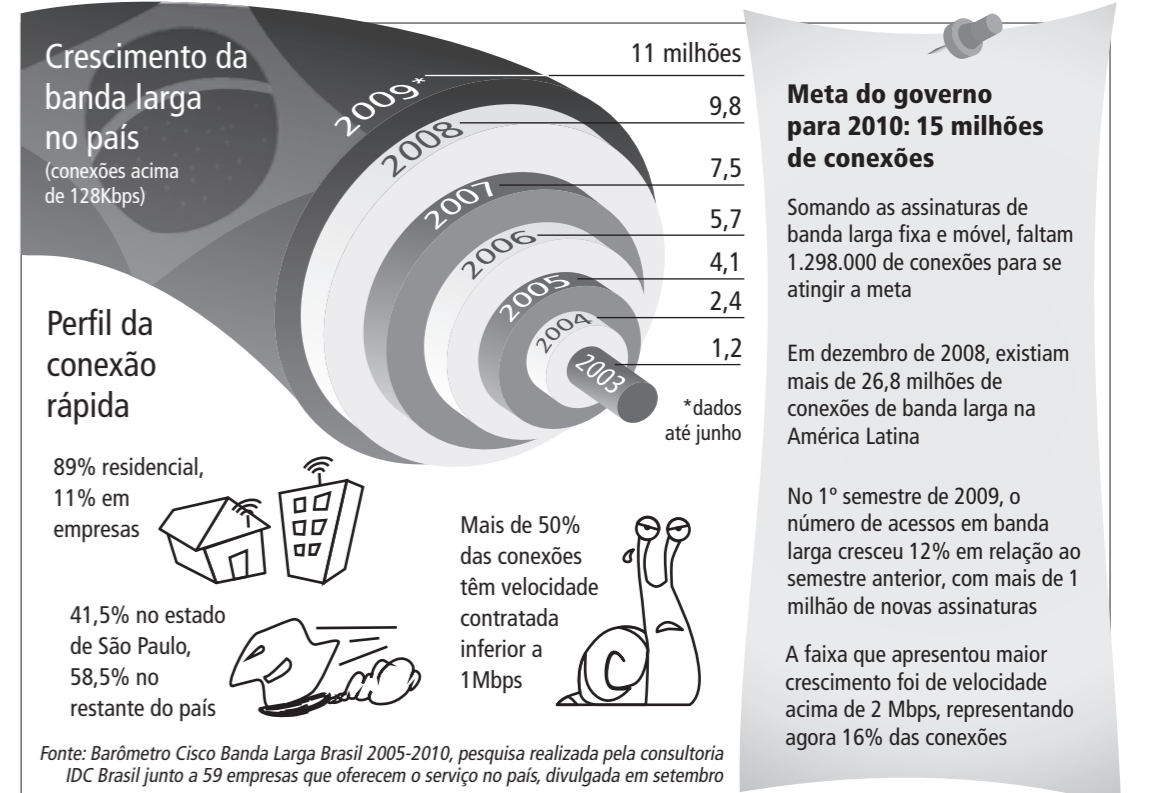 Crescimento da
banda larga
no país
(conexões acima
de 128Kbps)
2009*
11 milhões
2008
9,8
2007
7,5
2006
5,7
2005
4,1
2004
2,4
2003
1,2
*dados
até junho
Perfil da
conexão
rápida
89% residencial,
11% em
empresas
41,5% no estado
de São Paulo,
58,5% no
restante do país
Mais de 50%
das conexões
têm velocidade
contratada
inferior a
1Mbps
Fonte: Barômetro Cisco Banda Larga Brasil 2005-2010, pesquisa realizada pela consultoria
IDC Brasil junto a 59 empresas que oferecem o serviço no país, divulgada em setembro
Meta do governo
para 2010: 15 milhões
de conexões
Somando as assinaturas de
banda larga fixa e móvel, faltam
1.298.000 de conexões para se
atingir a meta
Em dezembro de 2008, existiam
mais de 26,8 milhões de
conexões de banda larga na
América Latina
No 1º semestre de 2009, o
número de acessos em banda
larga cresceu 12% em relação ao
semestre anterior, com mais de 1
milhão de novas assinaturas
A faixa que apresentou maior
crescimento foi de velocidade
acima de 2 Mbps, representando
agora 16% das conexões